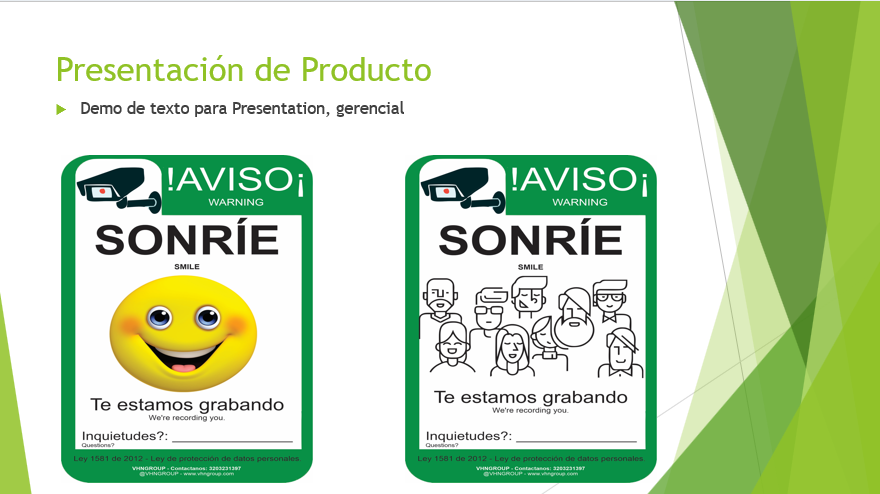 Presentación de Producto
Demo de texto para Presentation, gerencial
!AVISO¡
WARNING
SONRÍE
SMILE
Te estamos grabando
We're recording you.
Inquietudes?: ____________________
Questions?
Ley 1581 de 2012 - Ley de protección de datos personales.
VHNGROUP - Contactanos: 3203231397
@VHNGROUP - www.vhngroup.com
!AVISO¡
WARNING
SONRÍE
SMILE
Te estamos grabando
We're recording you.
Inquietudes?: ____________________
Questions?
Ley 1581 de 2012 - Ley de protección de datos personales.
VHNGROUP - Contactanos: 3203231397
@VHNGROUP - www.vhngroup.com